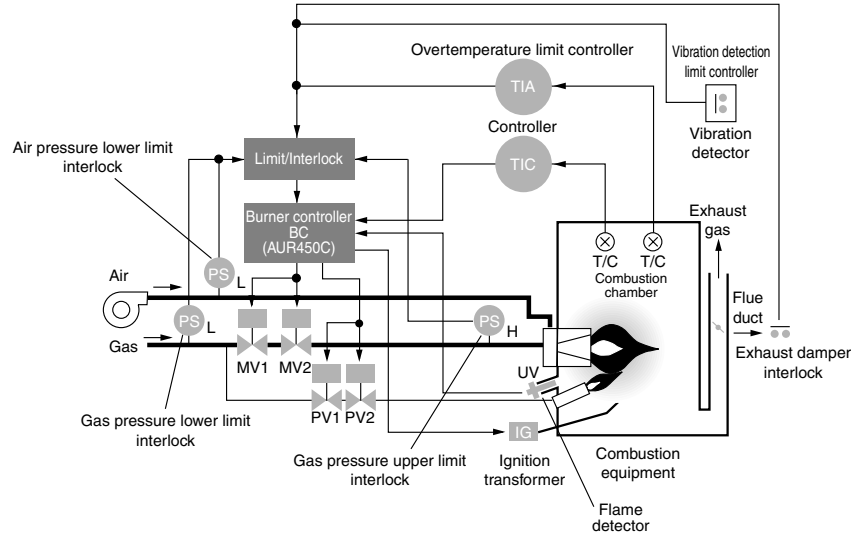 Overtemperature limit controller
Vibration detection
limit controller
TIA
Vibration
detector
Controller
Air pressure lower limit
interlock
Limit/Interlock
TIC
Burner controller
BC
(AUR450C)
Exhaust
gas
T/C
T/C
Combustion
chamber
PS
L
Air
PS
L
PS
H
Flue
duct
Gas
MV1
MV2
UV
Exhaust damper
interlock
PV1
PV2
Gas pressure lower limit
interlock
IG
Gas pressure upper limit
interlock
Ignition
transformer
Combustion
equipment
Flame
detector